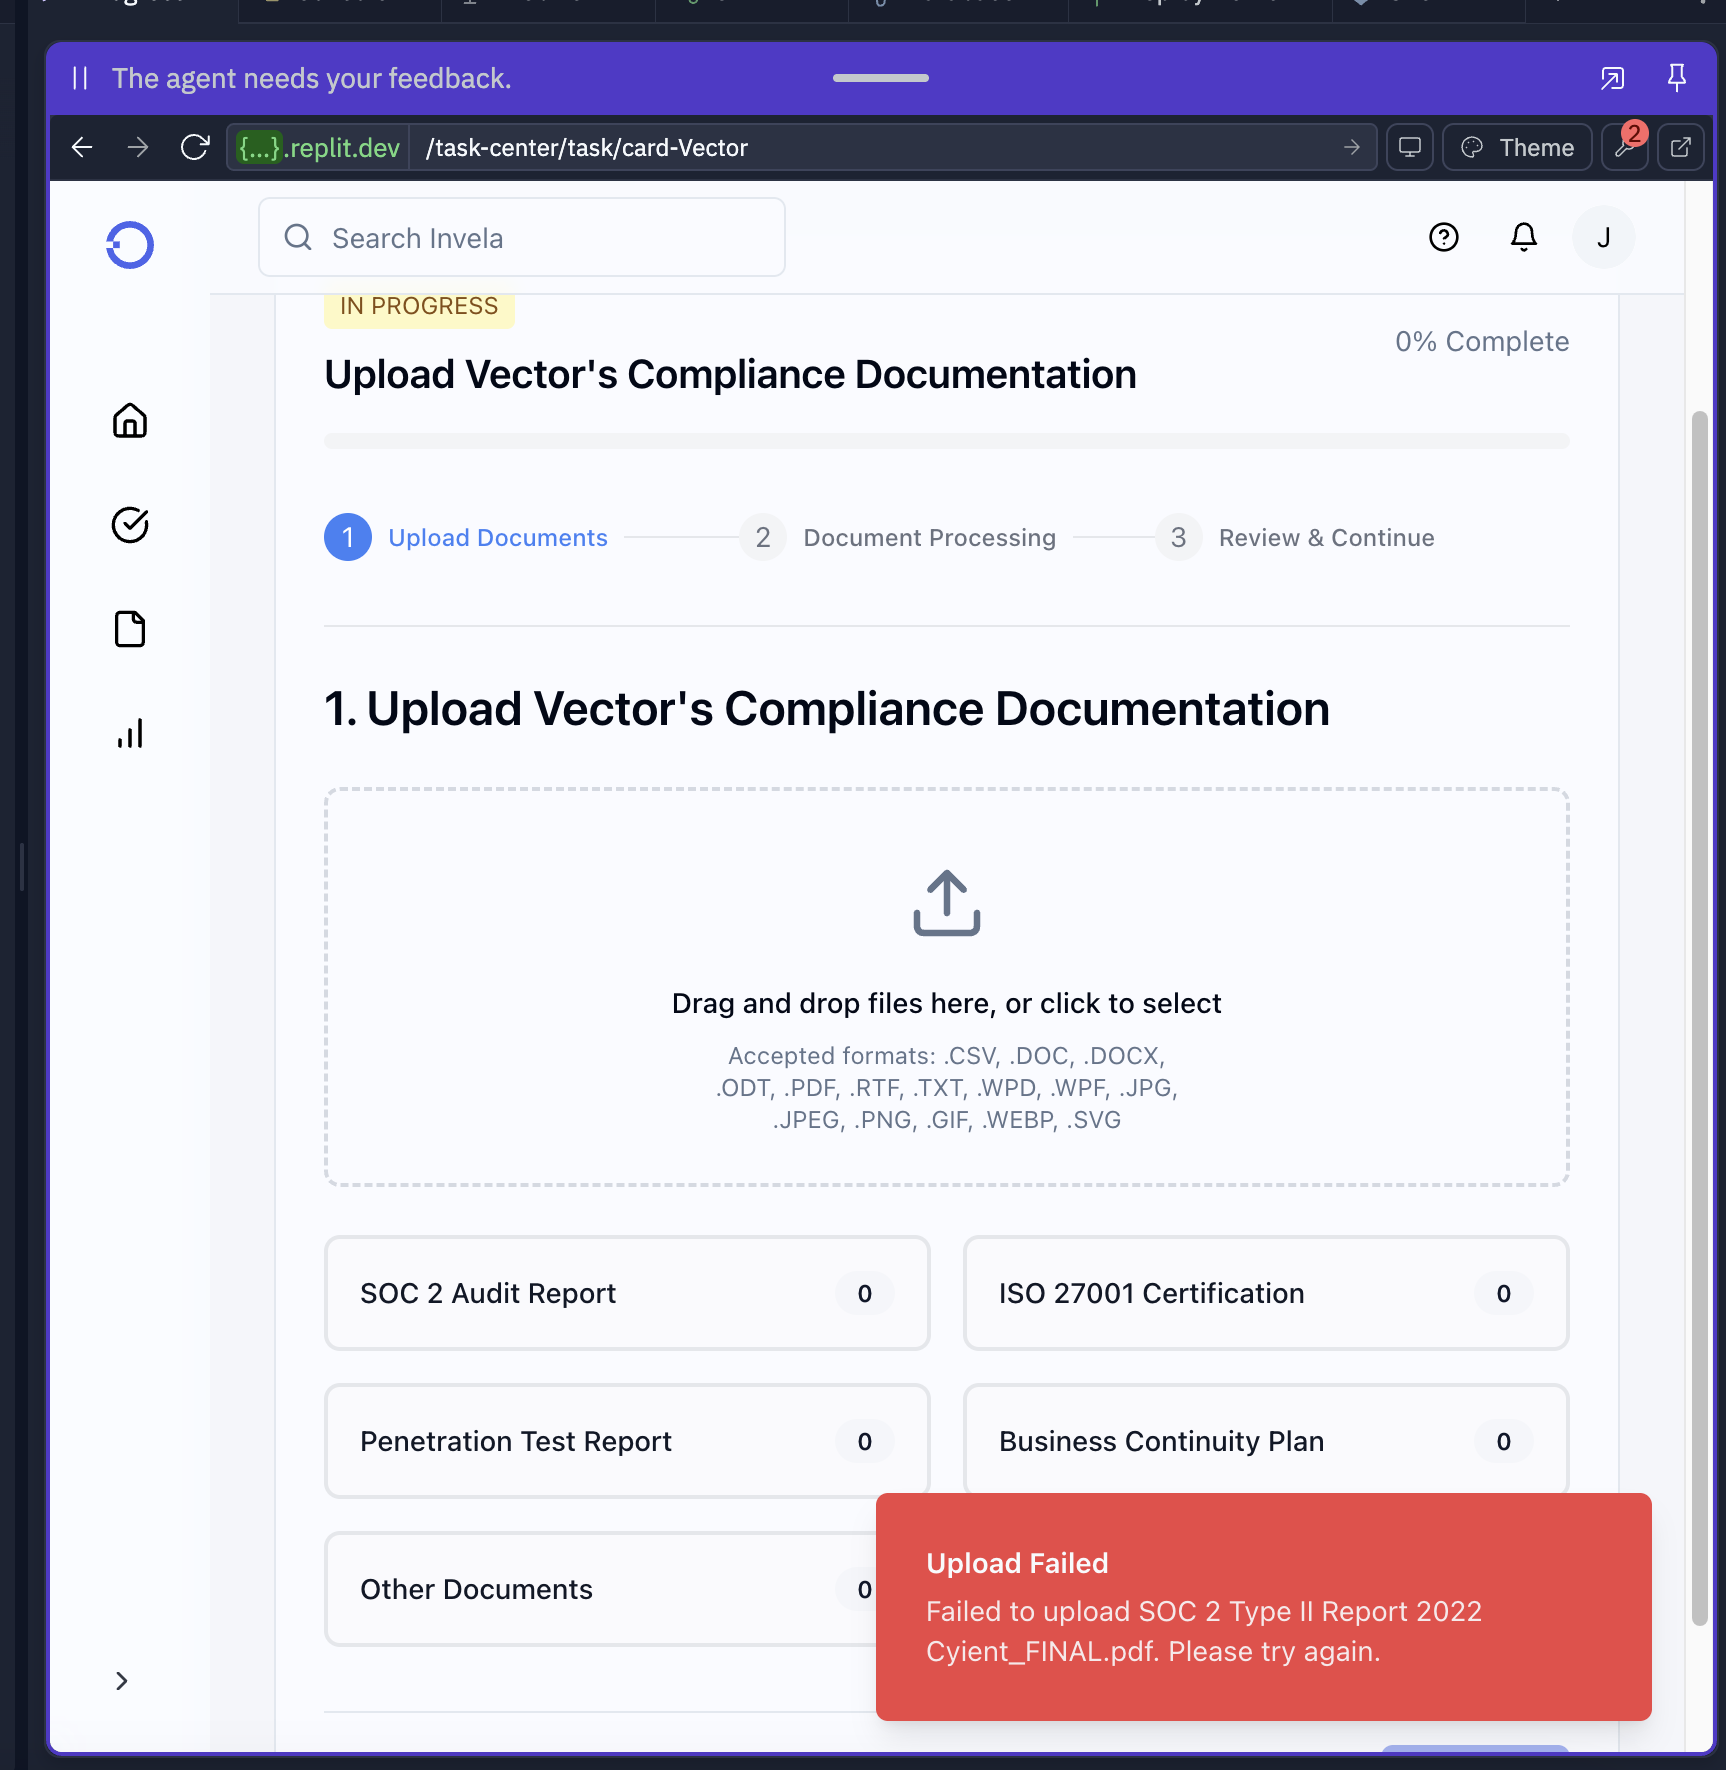 The agent needs your feedback.
{...}.replit.dev
/task-center/task/card-Vector
Theme
2
Search Invela
J
IN PROGRESS
0% Complete
Upload Vector's Compliance Documentation
1 Upload Documents
2 Document Processing
3 Review & Continue
1. Upload Vector's Compliance Documentation
Drag and drop files here, or click to select
Accepted formats: .CSV, .DOC, .DOCX,
.ODT, .PDF, .RTF, .TXT, .WPD, .WPF, .JPG,
.JPEG, .PNG, .GIF, .WEBP, .SVG
SOC 2 Audit Report 0
ISO 27001 Certification 0
Penetration Test Report 0
Business Continuity Plan 0
Other Documents 0
Upload Failed
Failed to upload SOC 2 Type II Report 2022
Cyient_FINAL.pdf. Please try again.